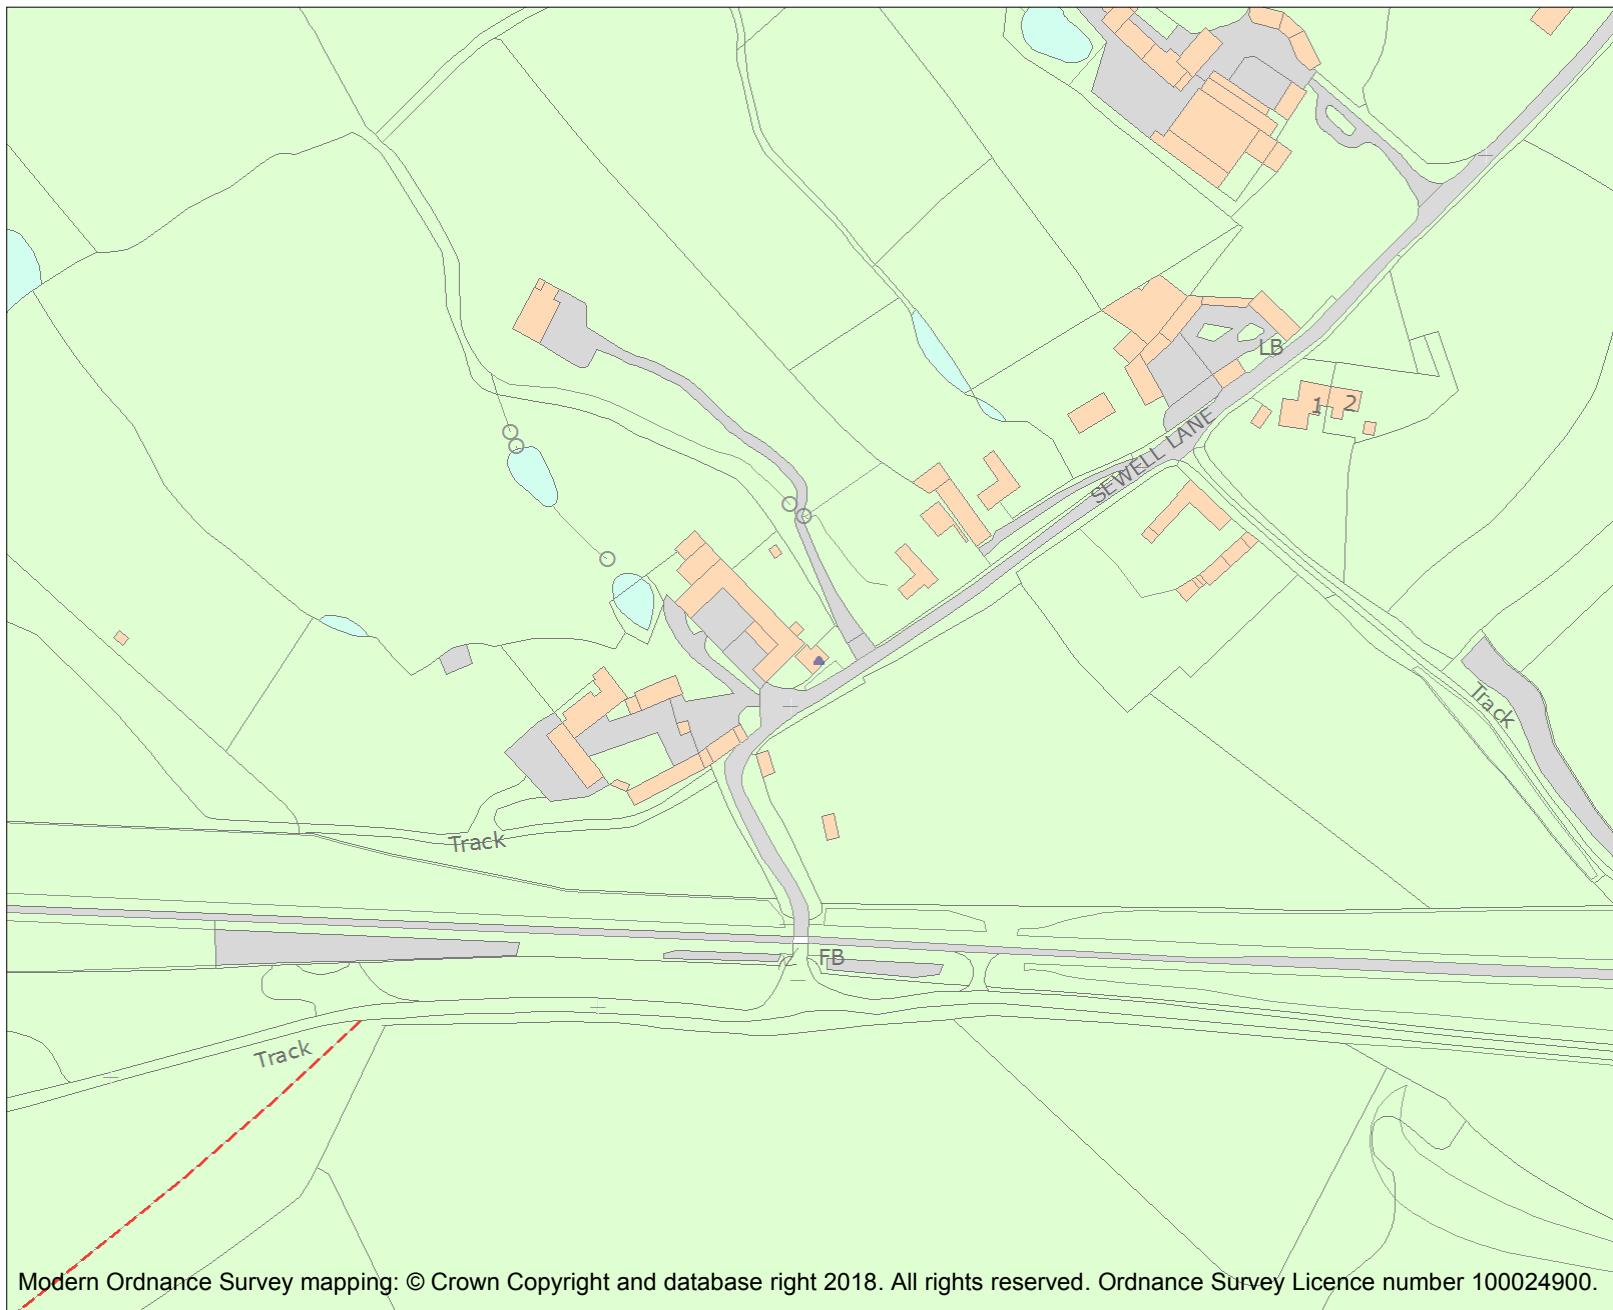 LB
1 2
SEWELL LANE
Track
Track
FB
Track
Modern Ordnance Survey mapping: © Crown Copyright and database right 2018. All rights reserved. Ordnance Survey Licence number 100024900.